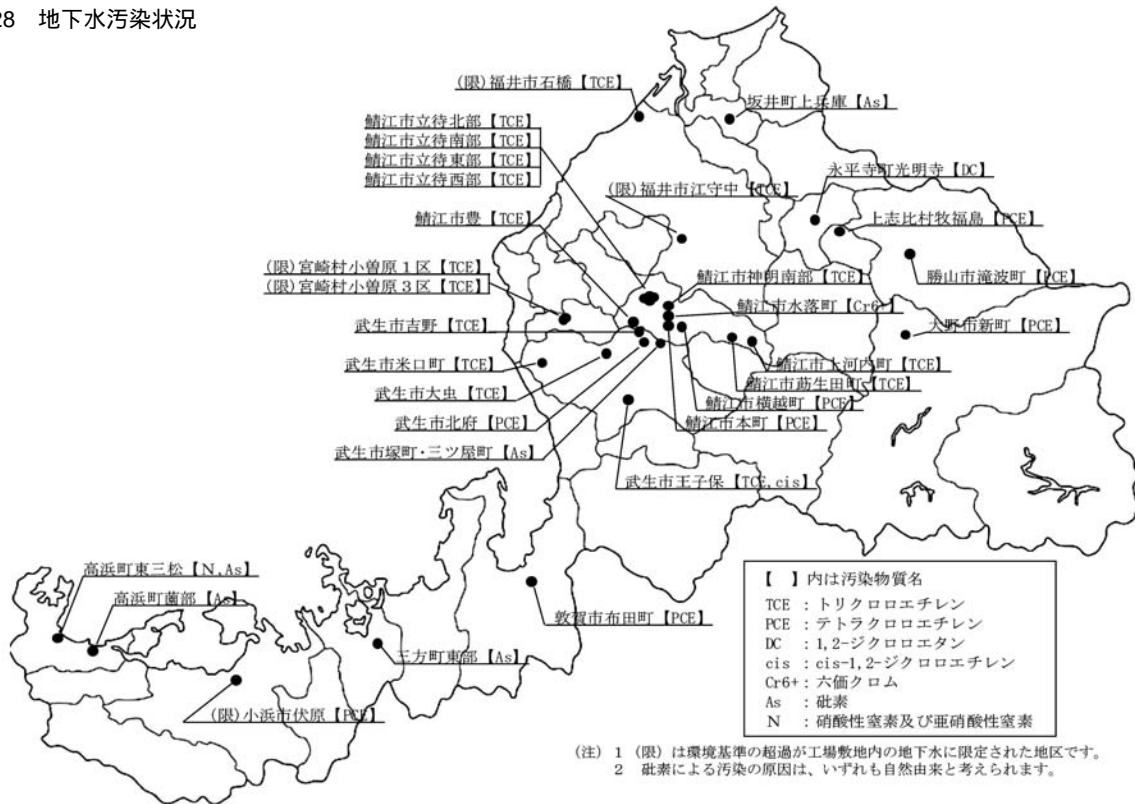 28 地下水汚染状況
(限)福井市石橋【TCE】
坂井町上兵庫【As】
鯖江市立待北部【TCE】
鯖江市立待南部【TCE】
鯖江市立待東部【TCE】
鯖江市立待西部【TCE】
永平寺町光明寺【DC】
(限)福井市江守中【TCE】
鯖江市豊【TCE】
上志比村牧福島【PCE】
(限)宮崎村小曽原1区【TCE】
(限)宮崎村小曽原3区【TCE】
鯖江市神明南部【TCE】
勝山市滝波町【PCE】
鯖江市水落町【Cr6+】
武生市吉野【TCE】
大野市新町【PCE】
武生市米口町【TCE】
鯖江市上河内町【TCE】
鯖江市莇生田町【TCE】
武生市大虫【TCE】
鯖江市横越町【PCE】
武生市北府【PCE】
鯖江市本町【PCE】
武生市塚町・三ツ屋町【As】
武生市王子保【TCE,cis】
高浜町東三松【N,As】
高浜町薗部【As】
敦賀市布田町【PCE】
三方町東部【As】
(限)小浜市伏原【PCE】
【 】内は汚染物質名
TCE :トリクロロエチレン
PCE :テトラクロロエチレン
DC :1,2-ジクロロエタン
cis :cis-1,2-ジクロロエチレン
Cr6+:六価クロム
As :砒素
N :硝酸性窒素及び亜硝酸性窒素
(注) 1 (限)は環境基準の超過が工場敷地内の地下水に限定された地区です。
2 砒素による汚染の原因は、いずれも自然由来と考えられます。